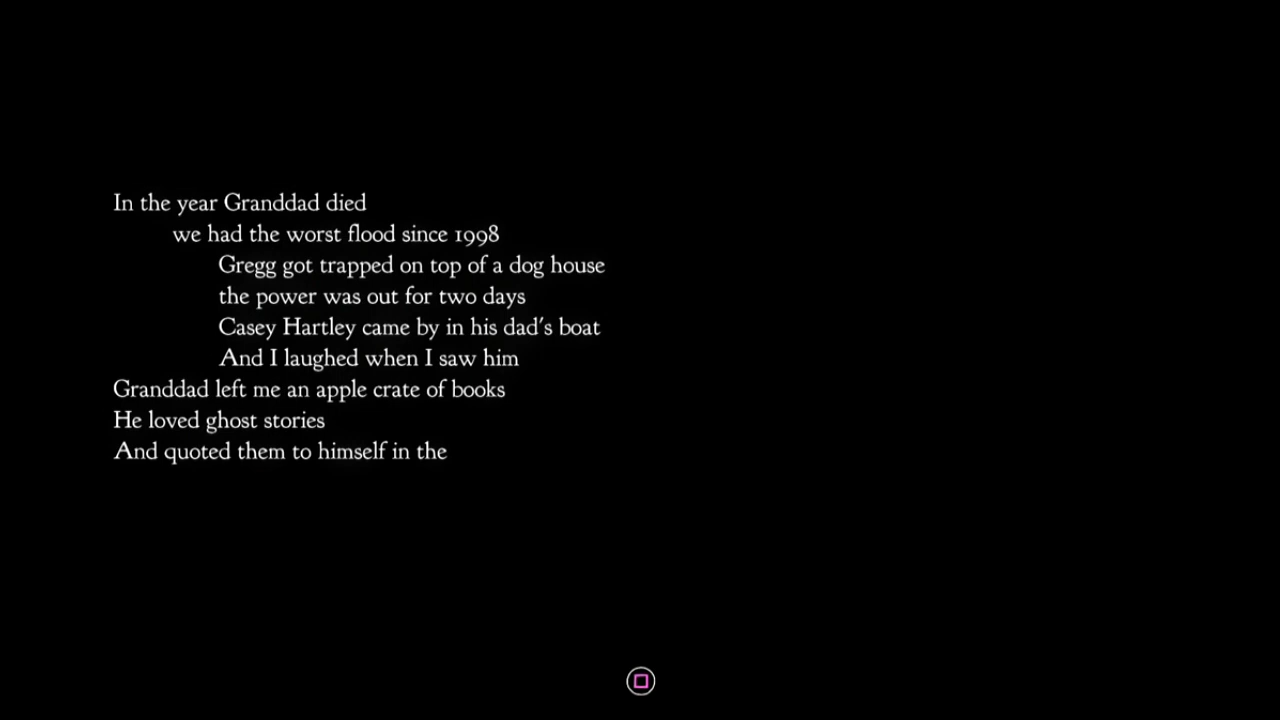 In the year Granddad died
we had the worst flood since 1998
Gregg got trapped on top of a dog house
the power was out for two days
Casey Hartley came by in his dad's boat
And I laughed when I saw him
Granddad left me an apple crate of books
He loved ghost stories
And quoted them to himself in the